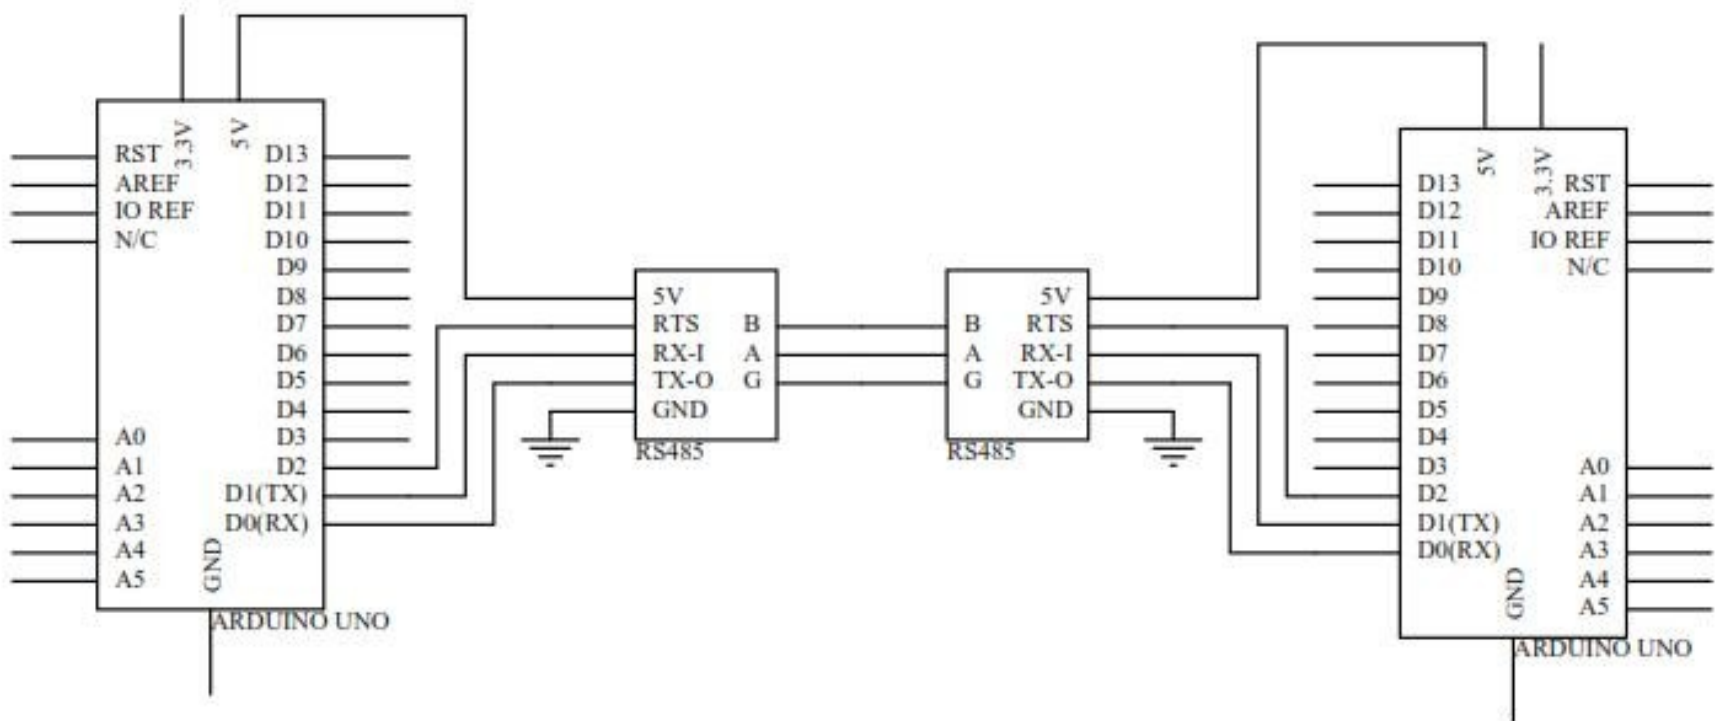 3.3V
5V
RST
AREF
IO REF
N/C
A0
A1
A2
A3
A4
A5
D13
D12
D11
D10
D9
D8
D7
D6
D5
D4
D3
D2
D1(TX)
D0(RX)
GND
ARDUINO UNO
5V
RTS
RX-I
TX-O
GND
B
A
G
RS485
B
A
G
5V
RTS
RX-I
TX-O
GND
RS485
5V
3.3V
D13
D12
D11
D10
D9
D8
D7
D6
D5
D4
D3
D2
D1(TX)
D0(RX)
RST
AREF
IO REF
N/C
A0
A1
A2
A3
A4
A5
GND
ARDUINO UNO